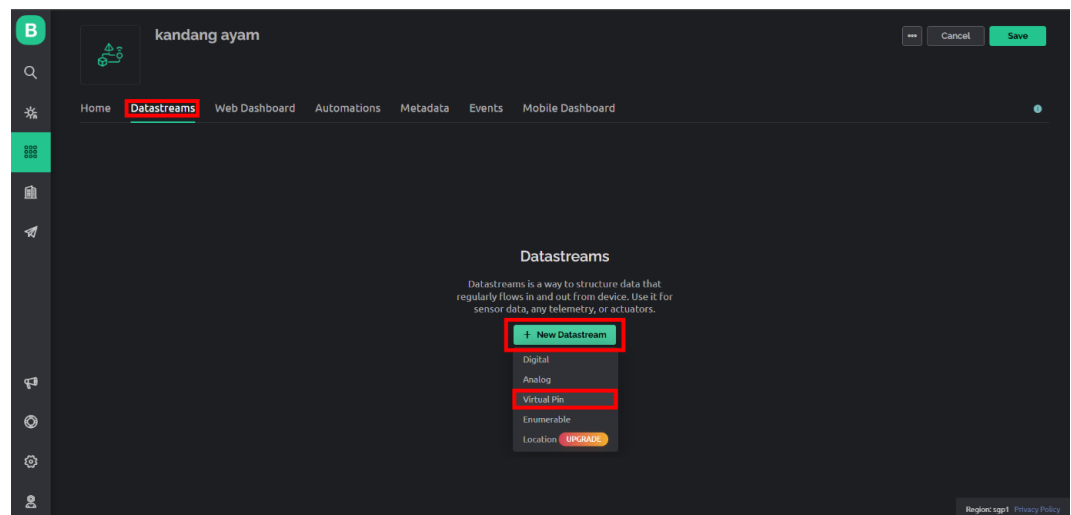 B
kandang ayam
Cancel Save
Home Datastreams Web Dashboard Automations Metadata Events Mobile Dashboard
Datastreams
Datastreams is a way to structure data that
regularly flows in and out from device. Use it for
sensor data, any telemetry, or actuators.
+ New Datastream
Digital
Analog
Virtual Pin
Enumerable
Location UPGRADE
Region: sgp1 Privacy Policy